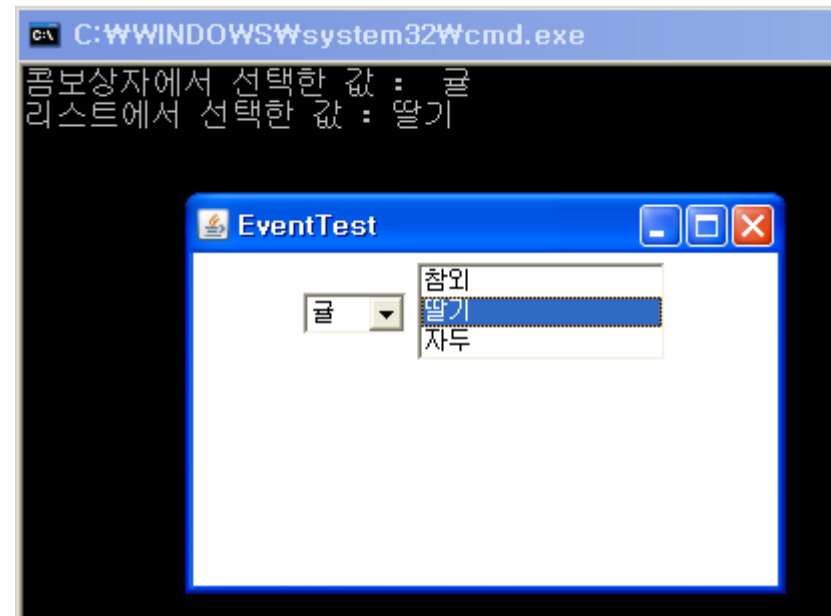 C:₩WINDOWS₩system32₩cmd.exe
콤보상자에서 선택한 값 :  귤
리스트에서 선택한 값 : 딸기
EventTest
귤
참외
딸기
자두